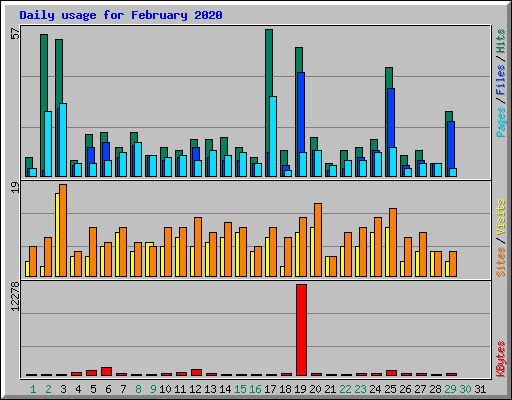 Daily usage for February 2020
57
19
12278
Pages / Files / Hits
Sites / Visits
KBytes
1 2 3 4 5 6 7 8 9 10 11 12 13 14 15 16 17 18 19 20 21 22 23 24 25 26 27 28 29 30 31